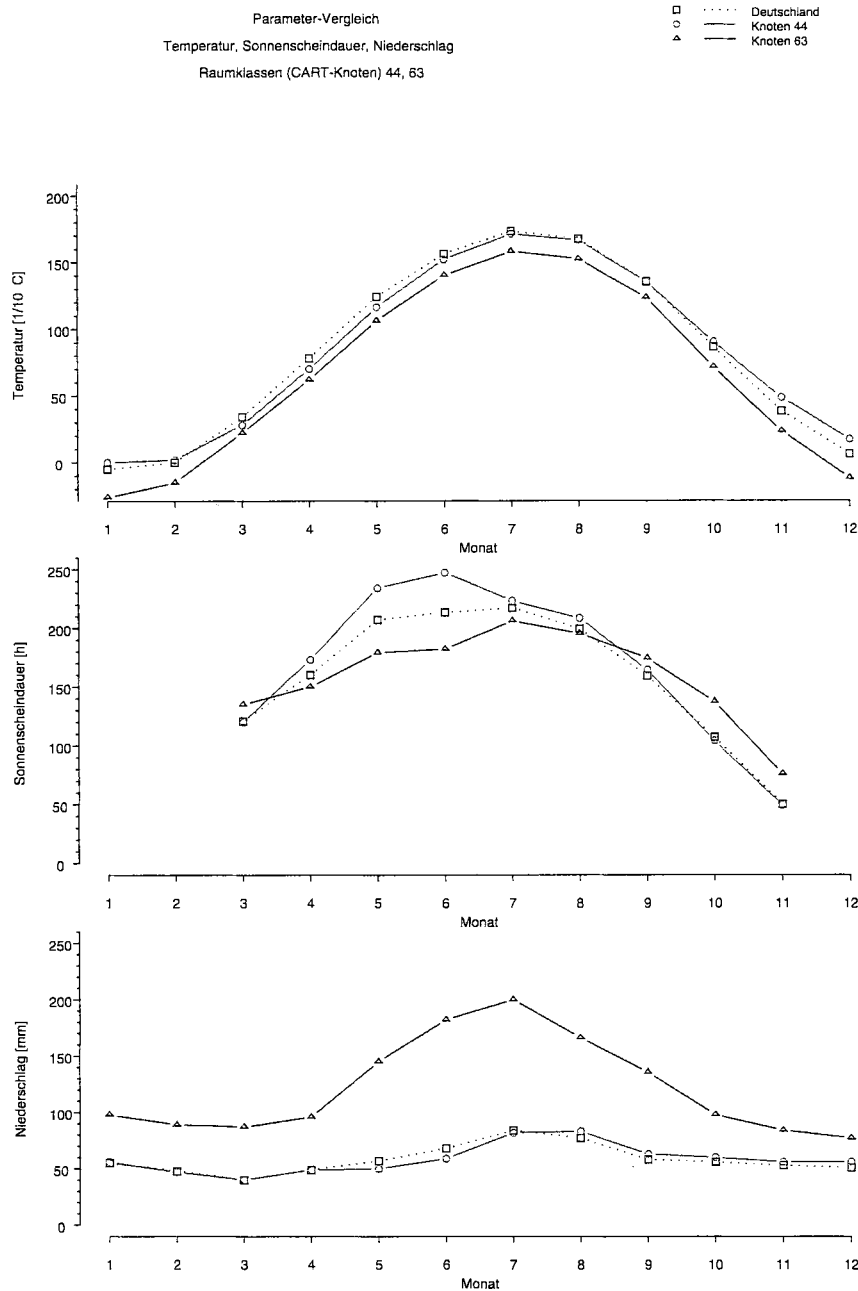 Parameter-Vergleich
Temperatur, Sonnenscheindauer, Niederschlag
Raumklassen (CART-Knoten) 44, 63
Deutschland
Knoten 44
Knoten 63
Temperatur [1/10 C]
200
150
100
50
0
1 2 3 4 5 6 7 8 9 10 11 12
Monat
Sonnenscheindauer [h]
250
200
150
100
50
0
1 2 3 4 5 6 7 8 9 10 11 12
Monat
Niederschlag [mm]
250
200
150
100
50
0
1 2 3 4 5 6 7 8 9 10 11 12
Monat